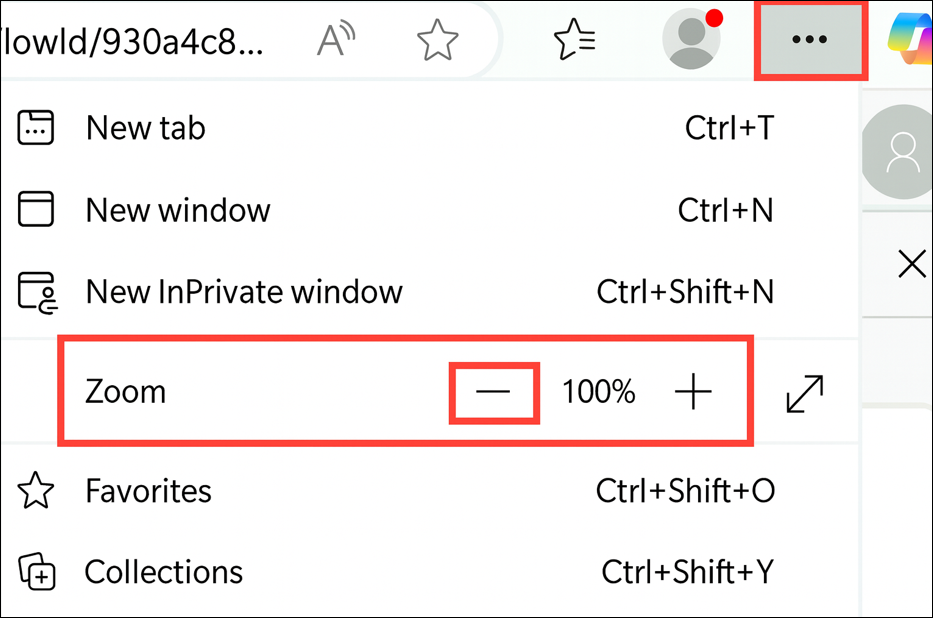 lowId/930a4c8...
New tab Ctrl+T
New window Ctrl+N
New InPrivate window Ctrl+Shift+N
Zoom 100%
Favorites Ctrl+Shift+O
Collections Ctrl+Shift+Y